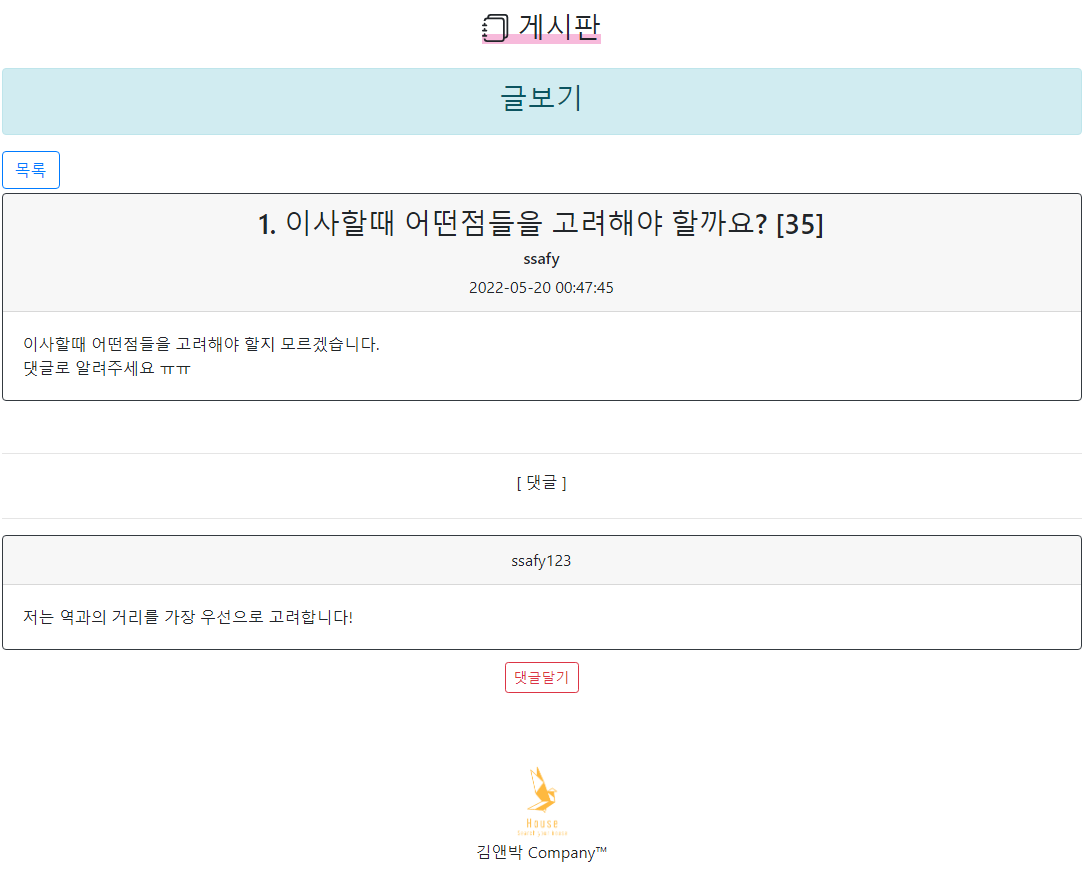 게시판
글보기
목록
1. 이사할때 어떤점들을 고려해야 할까요? [35]
ssafy
2022-05-20 00:47:45
이사할때 어떤점들을 고려해야 할지 모르겠습니다.
댓글로 알려주세요 ㅠㅠ
[ 댓글 ]
ssafy123
저는 역과의 거리를 가장 우선으로 고려합니다!
댓글달기
House
김앤박 Company™